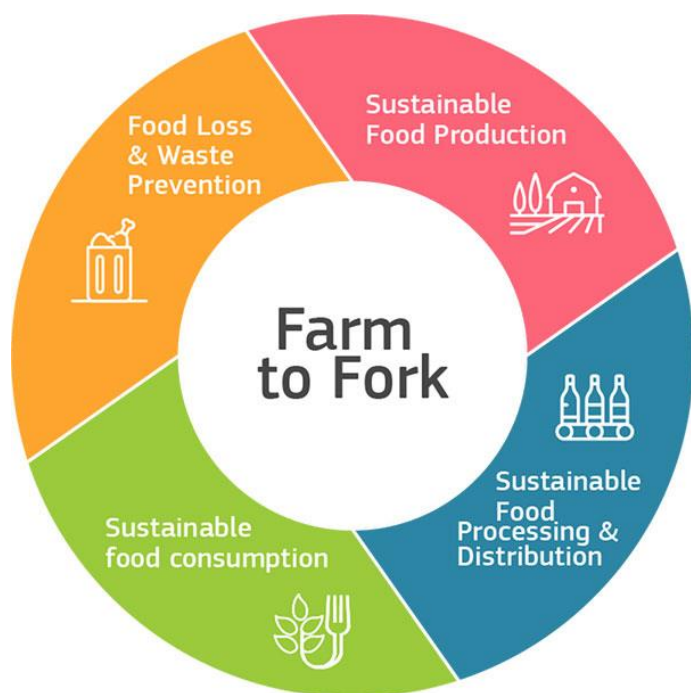 Farm
to Fork
Sustainable
Food Production
Sustainable
Food
Processing &
Distribution
Sustainable
food consumption
Food Loss
& Waste
Prevention